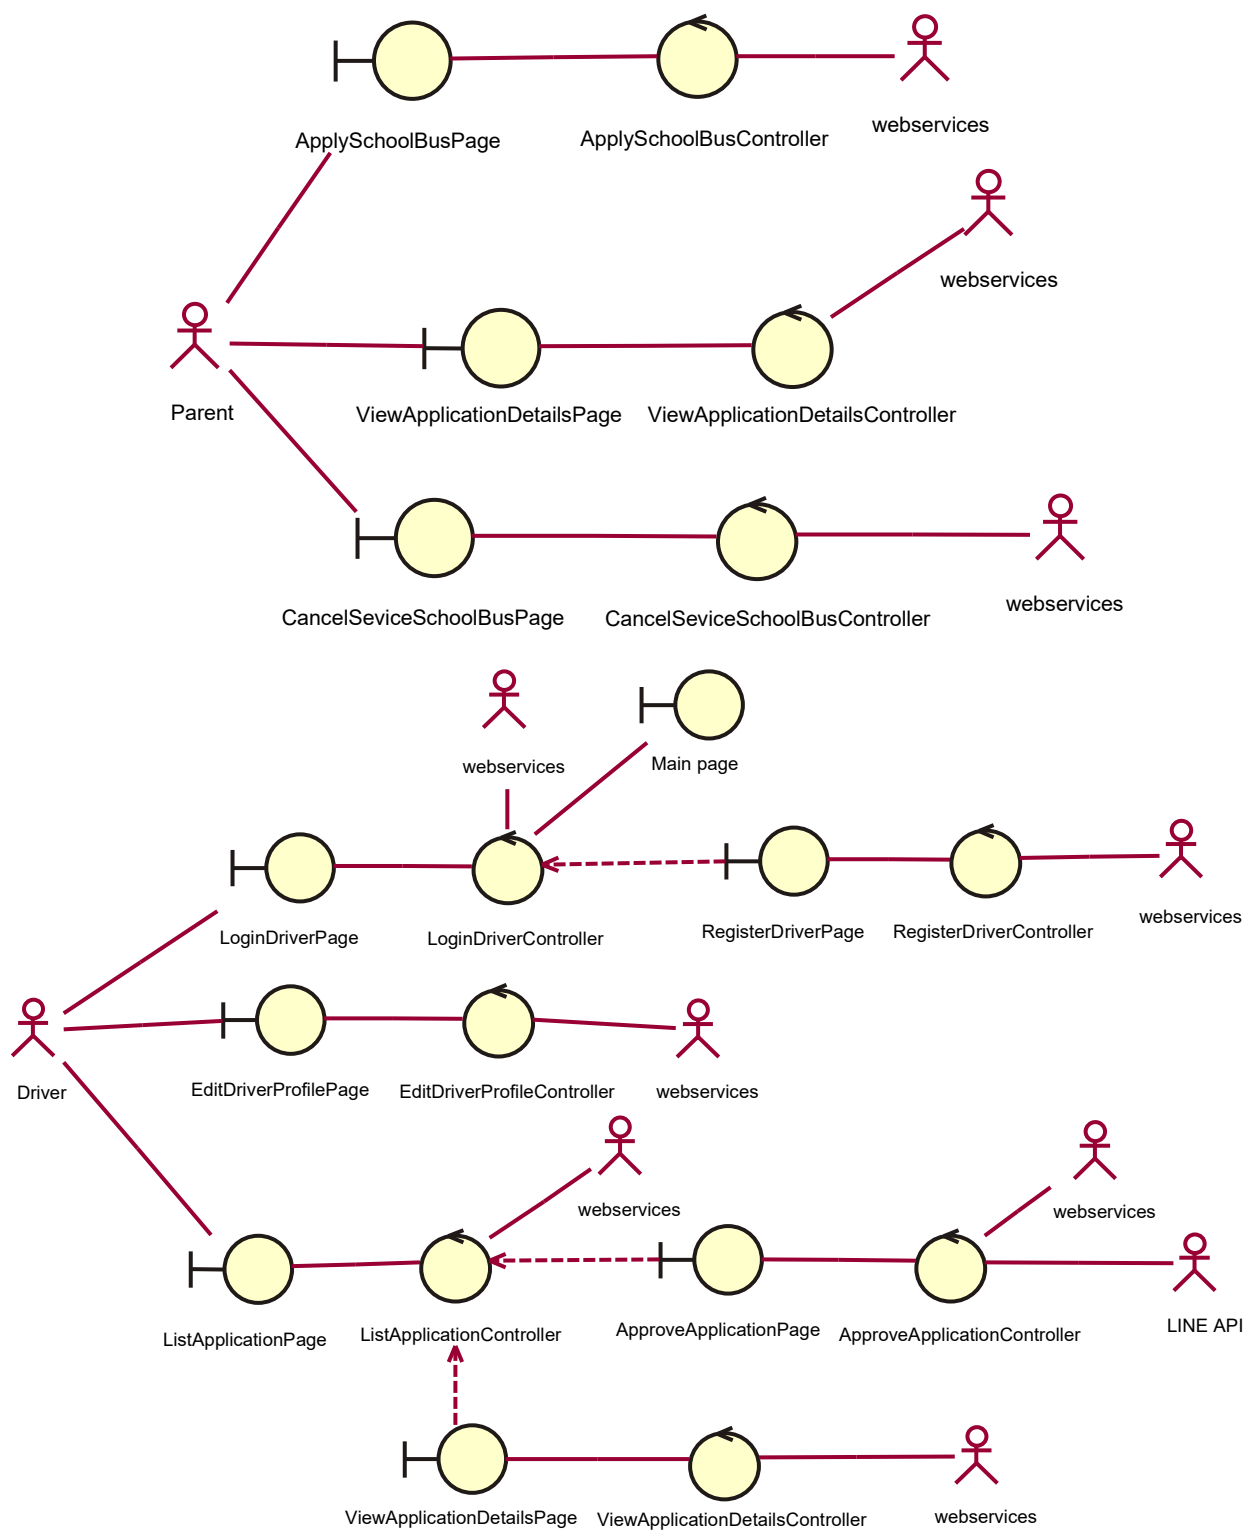 ApplySchoolBusPage
ApplySchoolBusController
webservices
webservices
Parent
ViewApplicationDetailsPage
ViewApplicationDetailsController
CancelSeviceSchoolBusPage
CancelSeviceSchoolBusController
webservices
webservices
Main page
LoginDriverPage
LoginDriverController
RegisterDriverPage
RegisterDriverController
webservices
Driver
EditDriverProfilePage
EditDriverProfileController
webservices
webservices
webservices
ListApplicationPage
ListApplicationController
ApproveApplicationPage
ApproveApplicationController
LINE API
ViewApplicationDetailsPage
ViewApplicationDetailsController
webservices